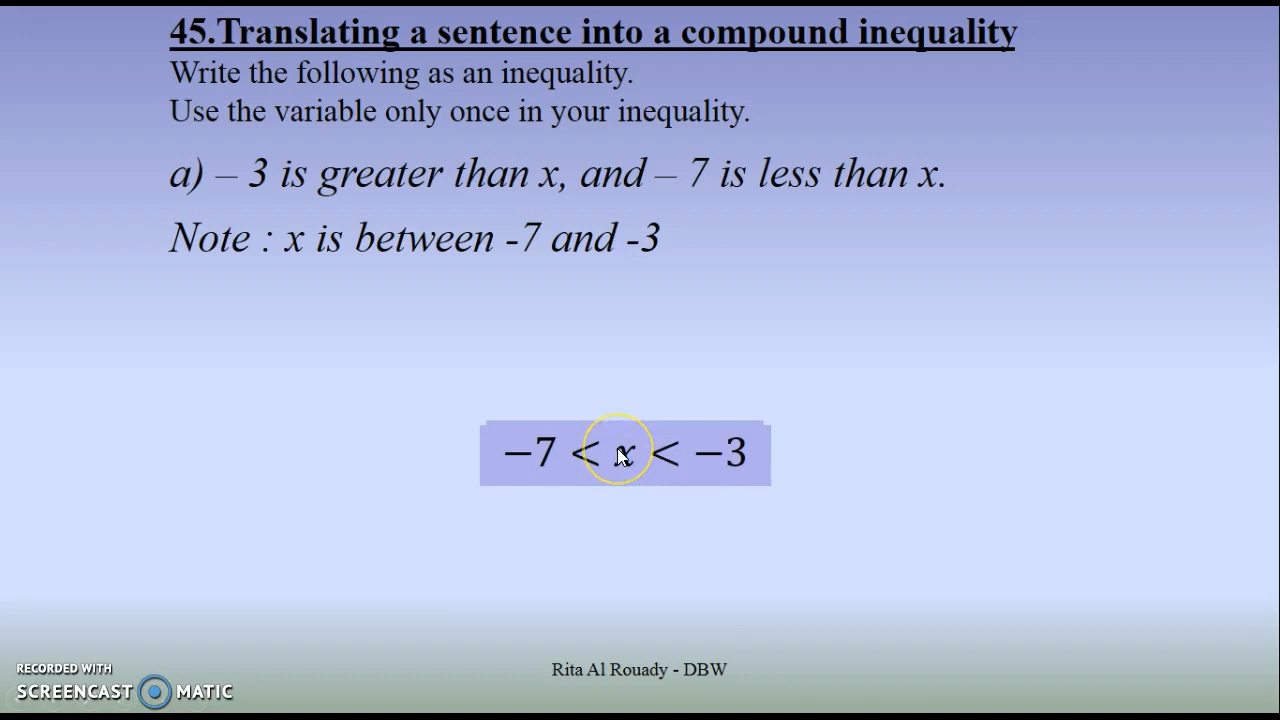 45.Translating a sentence into a compound inequality
Write the following as an inequality.
Use the variable only once in your inequality.
a) – 3 is greater than x, and – 7 is less than x.
Note : x is between -7 and -3
−7 < x < −3
Rita Al Rouady - DBW
RECORDED WITH
SCREENCAST MATIC